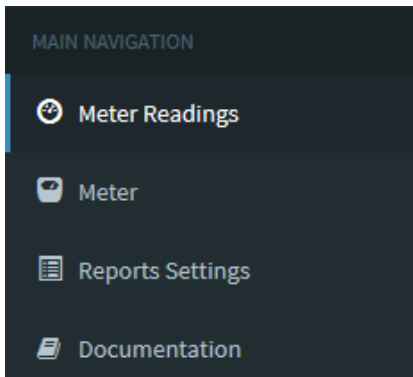 MAIN NAVIGATION
Meter Readings
Meter
Reports Settings
Documentation